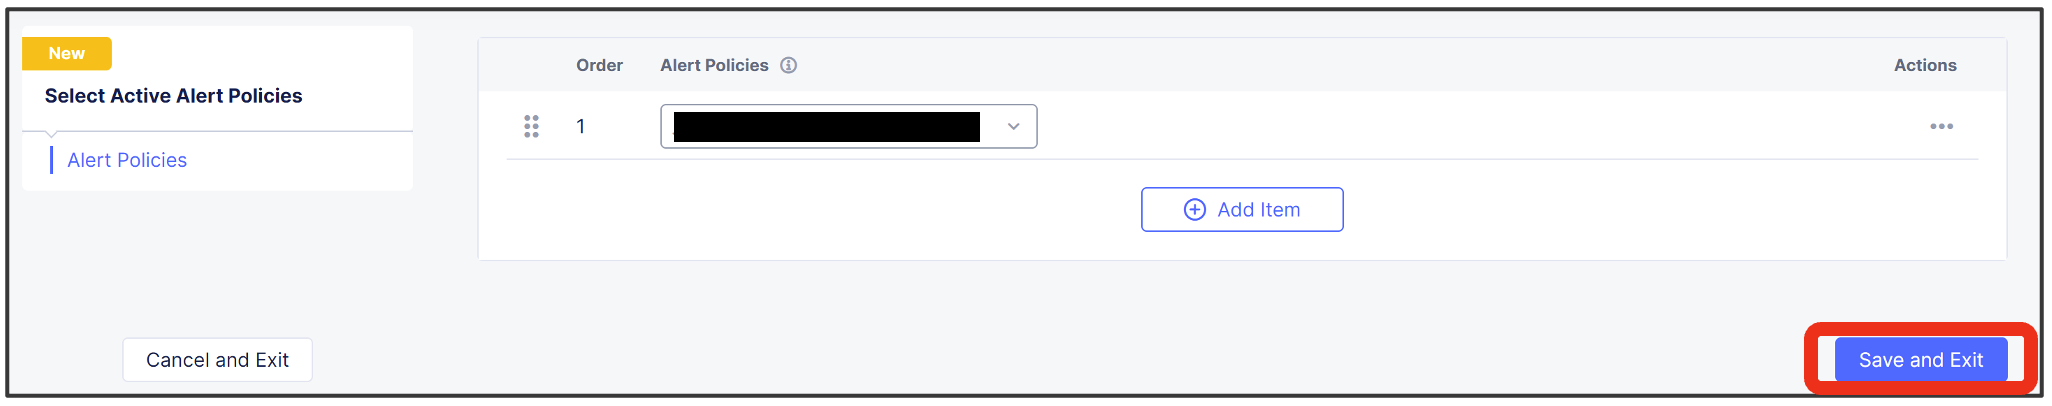 New
Select Active Alert Policies
Alert Policies
Order Alert Policies Actions
1
Add Item
Cancel and Exit
Save and Exit